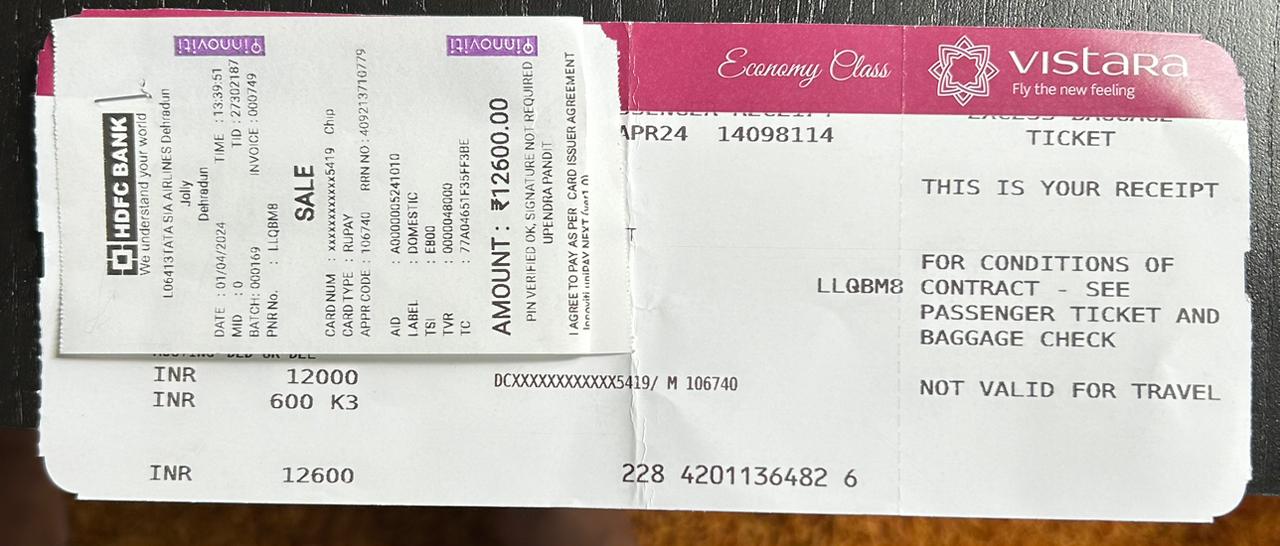 innoviti innoviti
HDFC BANK
We understand your world
L06413TATA SIA AIRLINES Dehradun
Jolly
Dehradun
DATE : 01/04/2024 TIME : 13:39:51
MID : 0 TID : 27302187
BATCH: 000169 INVOICE : 000749
PNR No. : LLQBM8
SALE
CARD NUM : xxxxxxxxxxxx5419 Chip
CARD TYPE : RUPAY
APPR CODE : 106740 RRN NO : 409213710779
AID : A0000005241010
LABEL : DOMESTIC
TSI : E800
TVR : 0000048000
TC : 77A04651F35FF3BE
AMOUNT : ₹12600.00
PIN VERIFIED OK, SIGNATURE NOT REQUIRED
UPENDRA PANDIT
I AGREE TO PAY AS PER CARD ISSUER AGREEMENT
Innoviti uniPAY NEXT (ver1.0)
Economy Class
VISTARA
Fly the new feeling
APR24 14098114
EXCESS BAGGAGE
TICKET
THIS IS YOUR RECEIPT
T
LLQBM8
FOR CONDITIONS OF
CONTRACT - SEE
PASSENGER TICKET AND
BAGGAGE CHECK
NOT VALID FOR TRAVEL
INR 12000
INR 600 K3
DCXXXXXXXXXXXX5419/ M 106740
INR 12600
228 4201136482 6